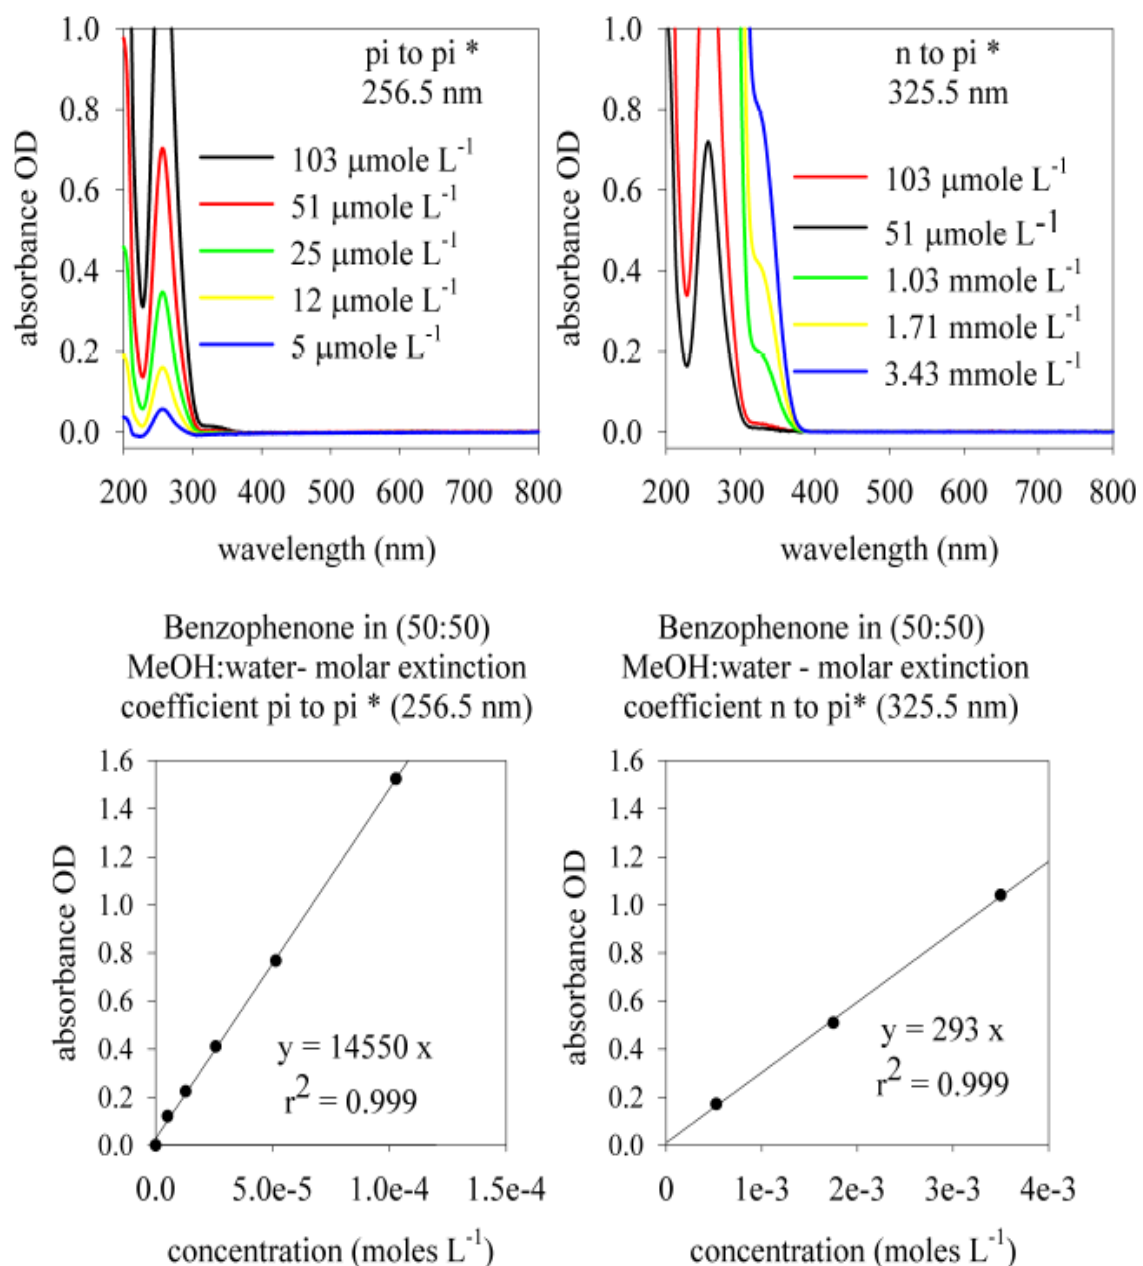 pi to pi *
256.5 nm
103 μmole L⁻¹
51 μmole L⁻¹
25 μmole L⁻¹
12 μmole L⁻¹
5 μmole L⁻¹
absorbance OD
1.0
0.8
0.6
0.4
0.2
0.0
200 300 400 500 600 700 800
wavelength (nm)
n to pi *
325.5 nm
103 μmole L⁻¹
51 μmole L⁻¹
1.03 mmole L⁻¹
1.71 mmole L⁻¹
3.43 mmole L⁻¹
absorbance OD
1.0
0.8
0.6
0.4
0.2
0.0
200 300 400 500 600 700 800
wavelength (nm)
Benzophenone in (50:50)
MeOH:water- molar extinction
coefficient pi to pi * (256.5 nm)
absorbance OD
1.6
1.4
1.2
1.0
0.8
0.6
0.4
0.2
0.0
y = 14550 x
r² = 0.999
0.0 5.0e-5 1.0e-4 1.5e-4
concentration (moles L⁻¹)
Benzophenone in (50:50)
MeOH:water - molar extinction
coefficient n to pi* (325.5 nm)
absorbance OD
1.6
1.4
1.2
1.0
0.8
0.6
0.4
0.2
0.0
y = 293 x
r² = 0.999
0 1e-3 2e-3 3e-3 4e-3
concentration (moles L⁻¹)